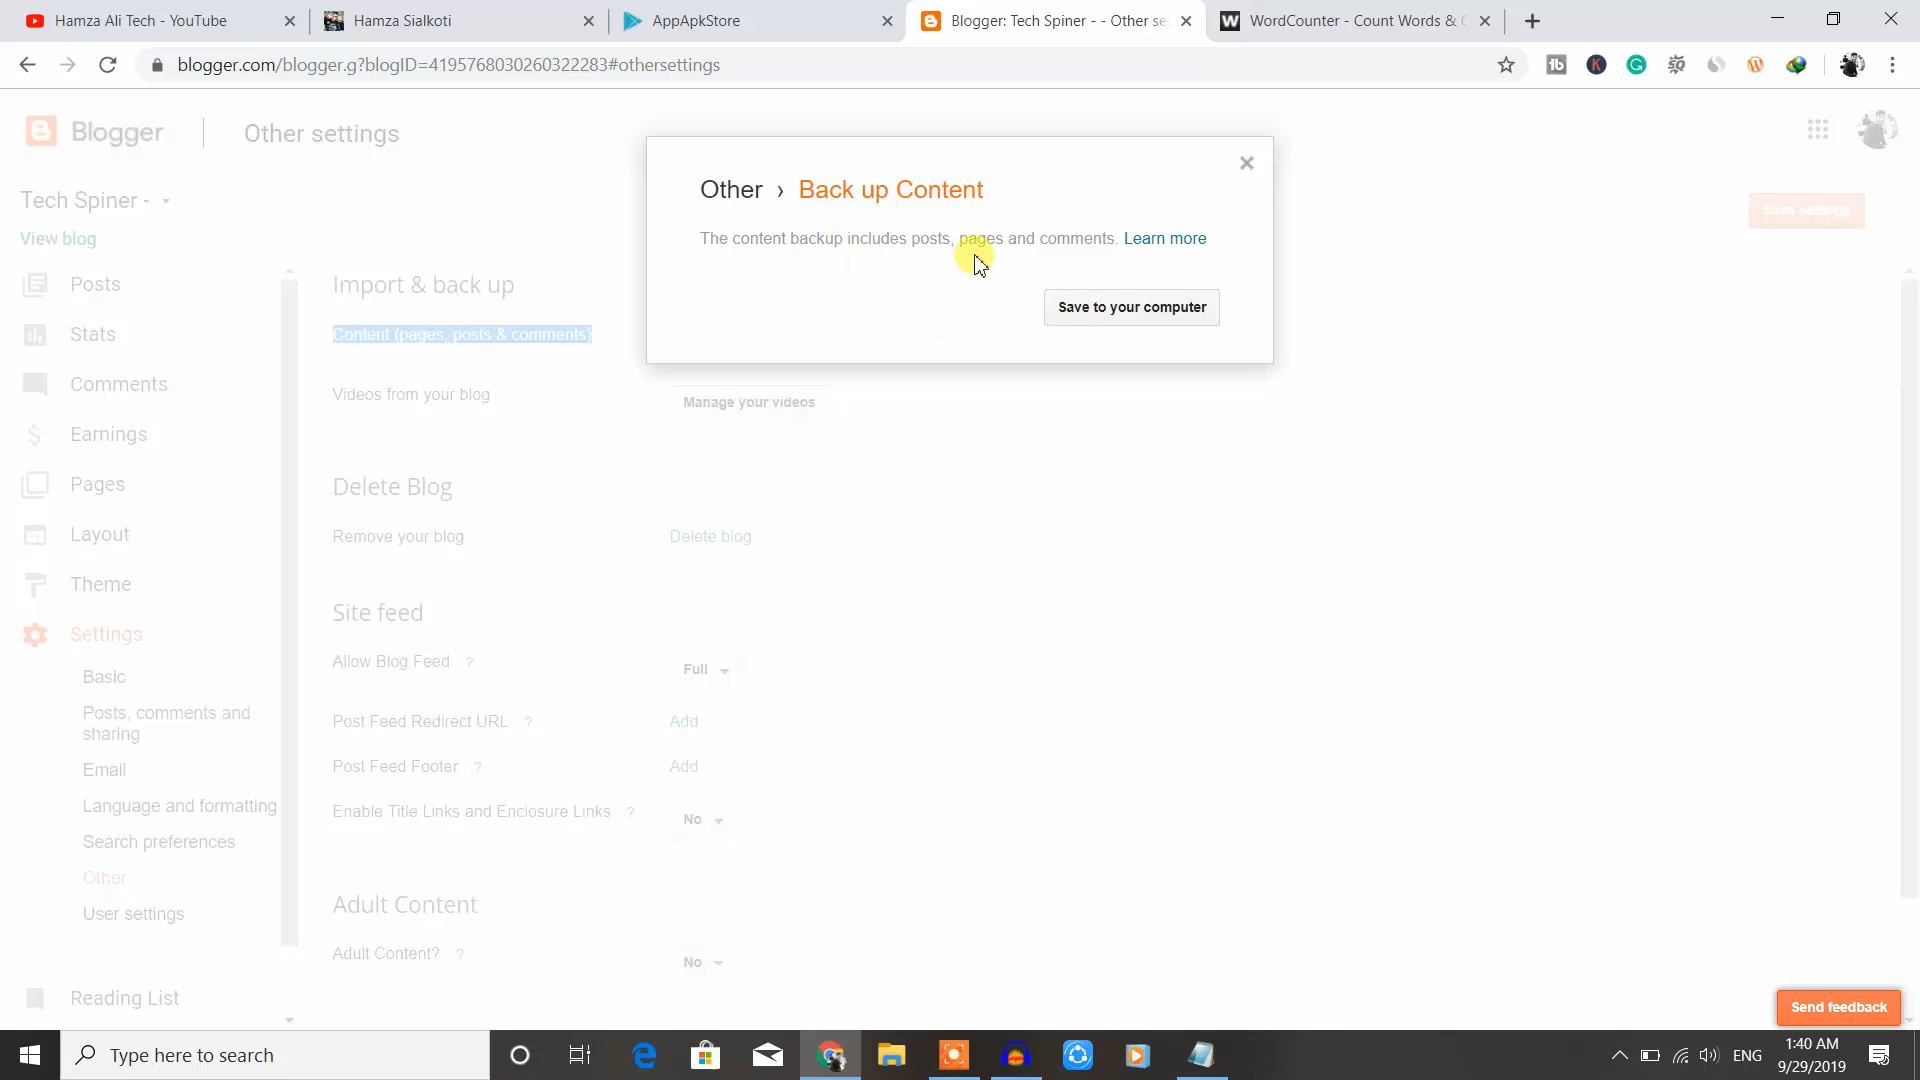 Hamza Ali Tech - YouTube
Hamza Sialkoti
AppApkStore
Blogger: Tech Spiner - - Other se
WordCounter - Count Words &
blogger.com/blogger.g?blogID=4195768030260322283#othersettings
Blogger
Other settings
Other › Back up Content
The content backup includes posts, pages and comments. Learn more
Save to your computer
Tech Spiner -
Save settings
View blog
Posts
Stats
Comments
Earnings
Pages
Layout
Theme
Settings
Basic
Posts, comments and
sharing
Email
Language and formatting
Search preferences
Other
User settings
Reading List
Import & back up
Content (pages, posts & comments)
Videos from your blog
Manage your videos
Delete Blog
Remove your blog
Delete blog
Site feed
Allow Blog Feed ?
Full
Post Feed Redirect URL ?
Add
Post Feed Footer ?
Add
Enable Title Links and Enclosure Links ?
No
Adult Content
Adult Content? ?
No
Send feedback
Type here to search
ENG
1:40 AM
9/29/2019